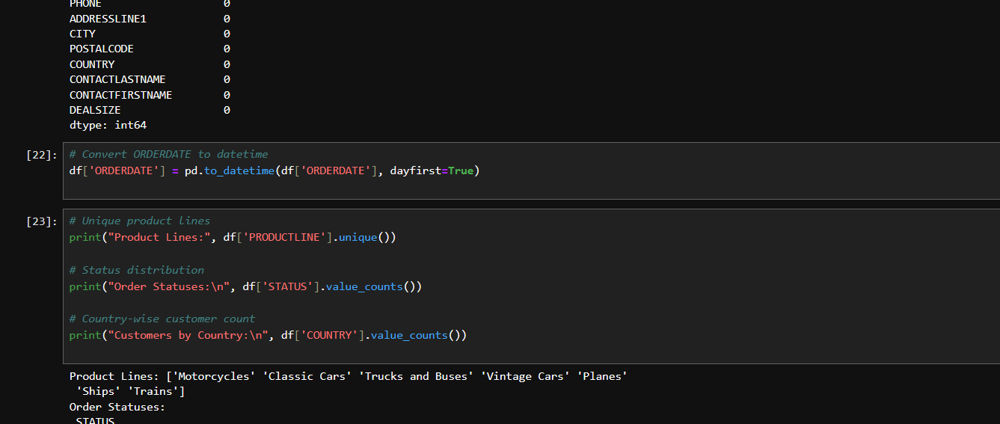 PHONE 0
ADDRESSLINE1 0
CITY 0
POSTALCODE 0
COUNTRY 0
CONTACTLASTNAME 0
CONTACTFIRSTNAME 0
DEALSIZE 0
dtype: int64
[22]: # Convert ORDERDATE to datetime
df['ORDERDATE'] = pd.to_datetime(df['ORDERDATE'], dayfirst=True)
[23]: # Unique product lines
print("Product Lines:", df['PRODUCTLINE'].unique())
# Status distribution
print("Order Statuses:\n", df['STATUS'].value_counts())
# Country-wise customer count
print("Customers by Country:\n", df['COUNTRY'].value_counts())
Product Lines: ['Motorcycles' 'Classic Cars' 'Trucks and Buses' 'Vintage Cars' 'Planes'
'Ships' 'Trains']
Order Statuses:
STATUS